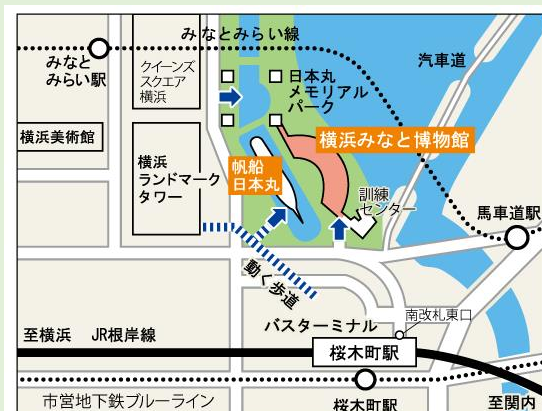 みなとみらい線
みなと
みらい駅
クイーンズ
スクエア
横浜
日本丸
メモリアル
パーク
汽車道
横浜美術館
横浜
ランドマーク
タワー
帆船
日本丸
横浜みなと博物館
訓練
センター
馬車道駅
動く歩道
バスターミナル
南改札東口
至横浜 JR根岸線
桜木町駅
市営地下鉄ブルーライン
桜木町駅
至関内